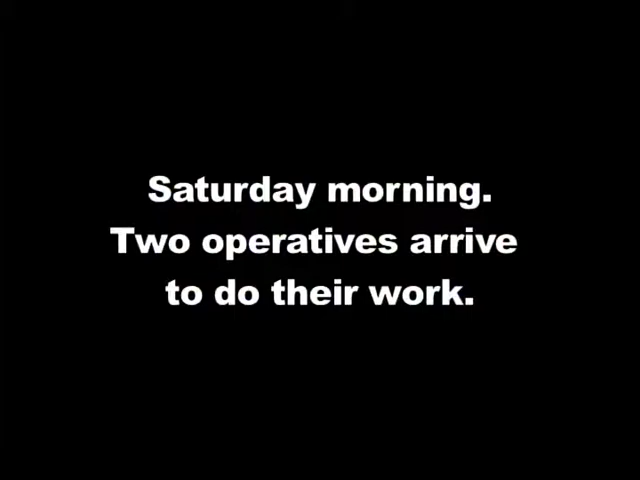 Saturday morning.
Two operatives arrive
to do their work.